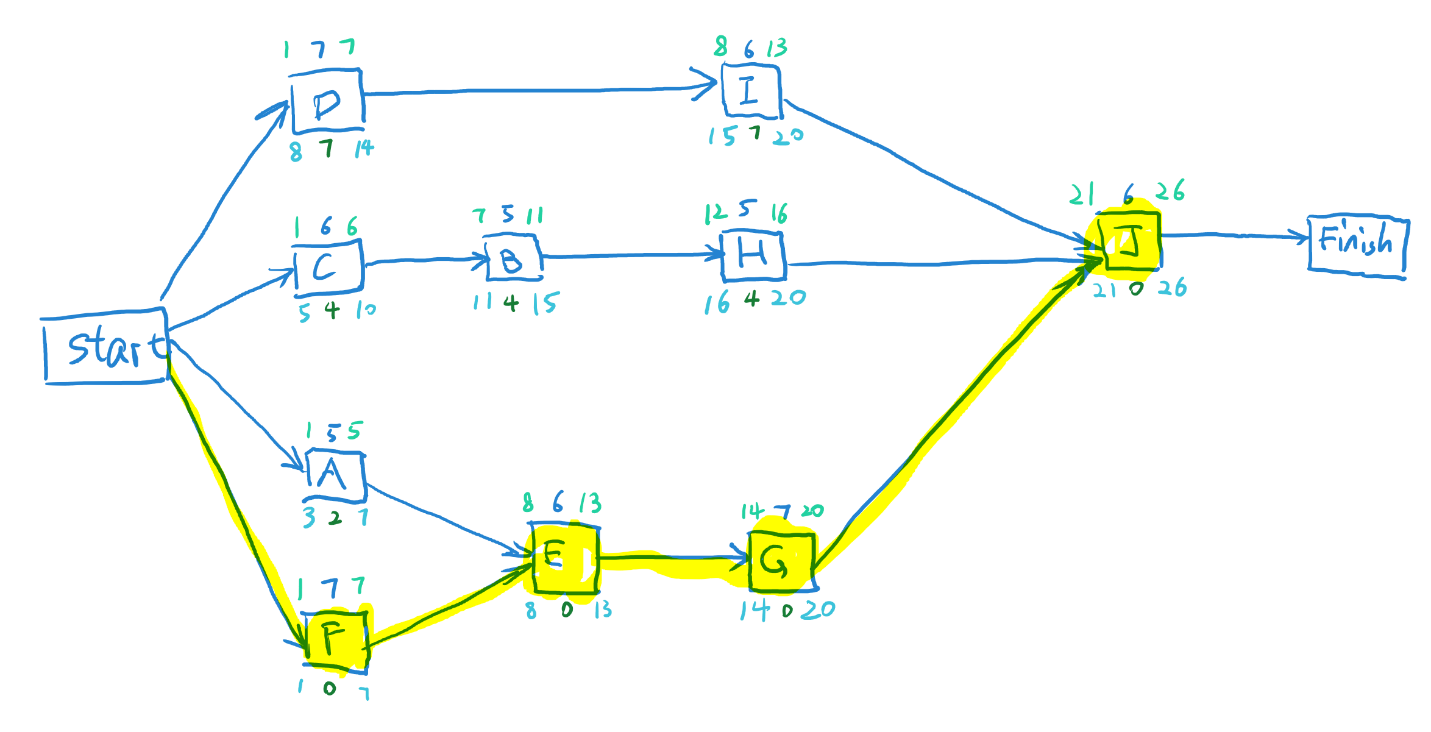 1 7 7
D
8 7 14
8 6 13
I
15 7 20
1 6 6
C
5 4 10
7 5 11
B
11 4 15
12 5 16
H
16 4 20
21 6 26
J
21 0 26
Finish
start
1 5 5
A
3 2 7
8 6 13
E
8 0 13
14 7 20
G
14 0 20
1 7 7
F
1 0 7